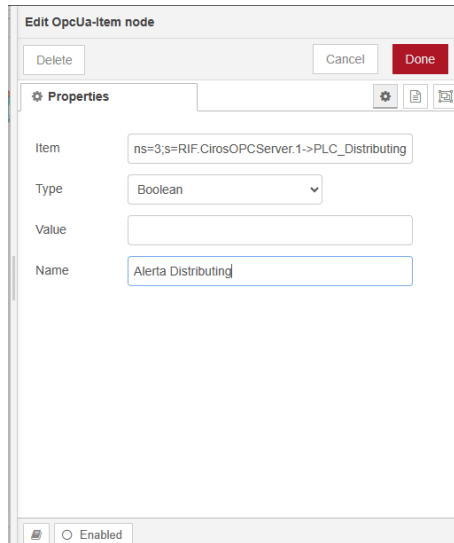 Edit OpcUa-Item node
Delete Cancel Done
Properties
Item ns=3;s=RIF.CirosOPCServer.1->PLC_Distributing
Type Boolean
Value
Name Alerta Distributing
Enabled